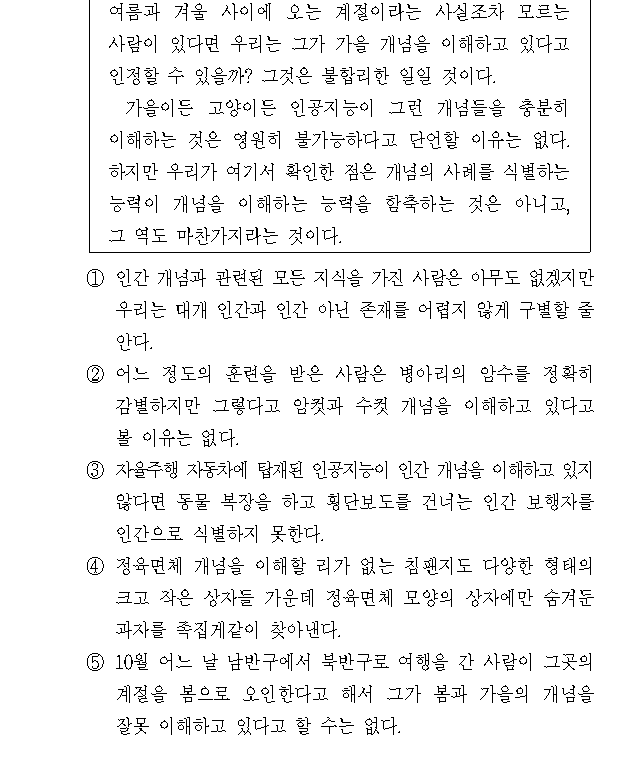 여름과 겨울 사이에 오는 계절이라는 사실조차 모르는
사람이 있다면 우리는 그가 가을 개념을 이해하고 있다고
인정할 수 있을까? 그것은 불합리한 일일 것이다.
가을이든 고양이든 인공지능이 그런 개념들을 충분히
이해하는 것은 영원히 불가능하다고 단언할 이유는 없다.
하지만 우리가 여기서 확인한 점은 개념의 사례를 식별하는
능력이 개념을 이해하는 능력을 함축하는 것은 아니고,
그 역도 마찬가지라는 것이다.
① 인간 개념과 관련된 모든 지식을 가진 사람은 아무도 없겠지만
우리는 대개 인간과 인간 아닌 존재를 어렵지 않게 구별할 줄
안다.
② 어느 정도의 훈련을 받은 사람은 병아리의 암수를 정확히
감별하지만 그렇다고 암컷과 수컷 개념을 이해하고 있다고
볼 이유는 없다.
③ 자율주행 자동차에 탑재된 인공지능이 인간 개념을 이해하고 있지
않다면 동물 복장을 하고 횡단보도를 건너는 인간 보행자를
인간으로 식별하지 못한다.
④ 정육면체 개념을 이해할 리가 없는 침팬지도 다양한 형태의
크고 작은 상자들 가운데 정육면체 모양의 상자에만 숨겨둔
과자를 족집게같이 찾아낸다.
⑤ 10월 어느 날 남반구에서 북반구로 여행을 간 사람이 그곳의
계절을 봄으로 오인한다고 해서 그가 봄과 가을의 개념을
잘못 이해하고 있다고 할 수는 없다.